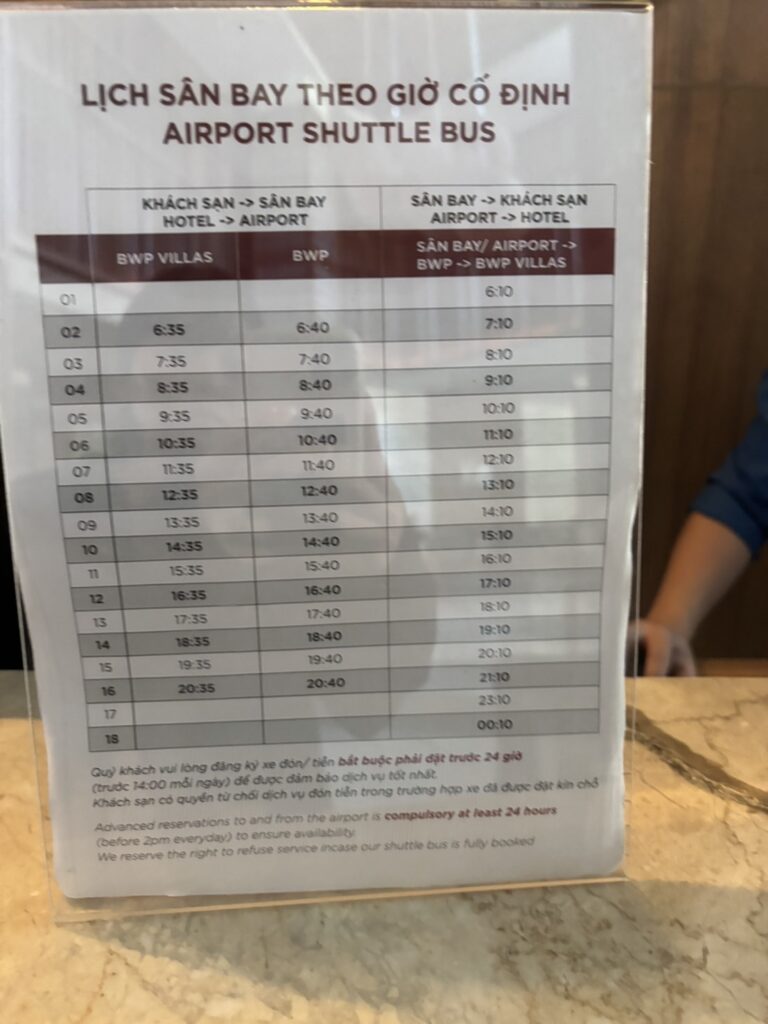 LỊCH SÂN BAY THEO GIỜ CỐ ĐỊNH
AIRPORT SHUTTLE BUS
KHÁCH SẠN -> SÂN BAY SÂN BAY -> KHÁCH SẠN
HOTEL -> AIRPORT AIRPORT -> HOTEL
BWP VILLAS BWP SÂN BAY/ AIRPORT ->
BWP -> BWP VILLAS
01 6:10
02 6:35 6:40 7:10
03 7:35 7:40 8:10
04 8:35 8:40 9:10
05 9:35 9:40 10:10
06 10:35 10:40 11:10
07 11:35 11:40 12:10
08 12:35 12:40 13:10
09 13:35 13:40 14:10
10 14:35 14:40 15:10
11 15:35 15:40 16:10
12 16:35 16:40 17:10
13 17:35 17:40 18:10
14 18:35 18:40 19:10
15 19:35 19:40 20:10
16 20:35 20:40 21:10
17 23:10
18 00:10
Quý khách vui lòng đăng ký xe đón/ tiễn bắt buộc phải đặt trước 24 giờ
(trước 14:00 mỗi ngày) để được đảm bảo dịch vụ tốt nhất.
Khách sạn có quyền từ chối dịch vụ đón tiễn trong trường hợp xe đã được đặt kín chỗ
Advanced reservations to and from the airport is compulsory at least 24 hours
(before 2pm everyday) to ensure availability.
We reserve the right to refuse service incase our shuttle bus is fully booked